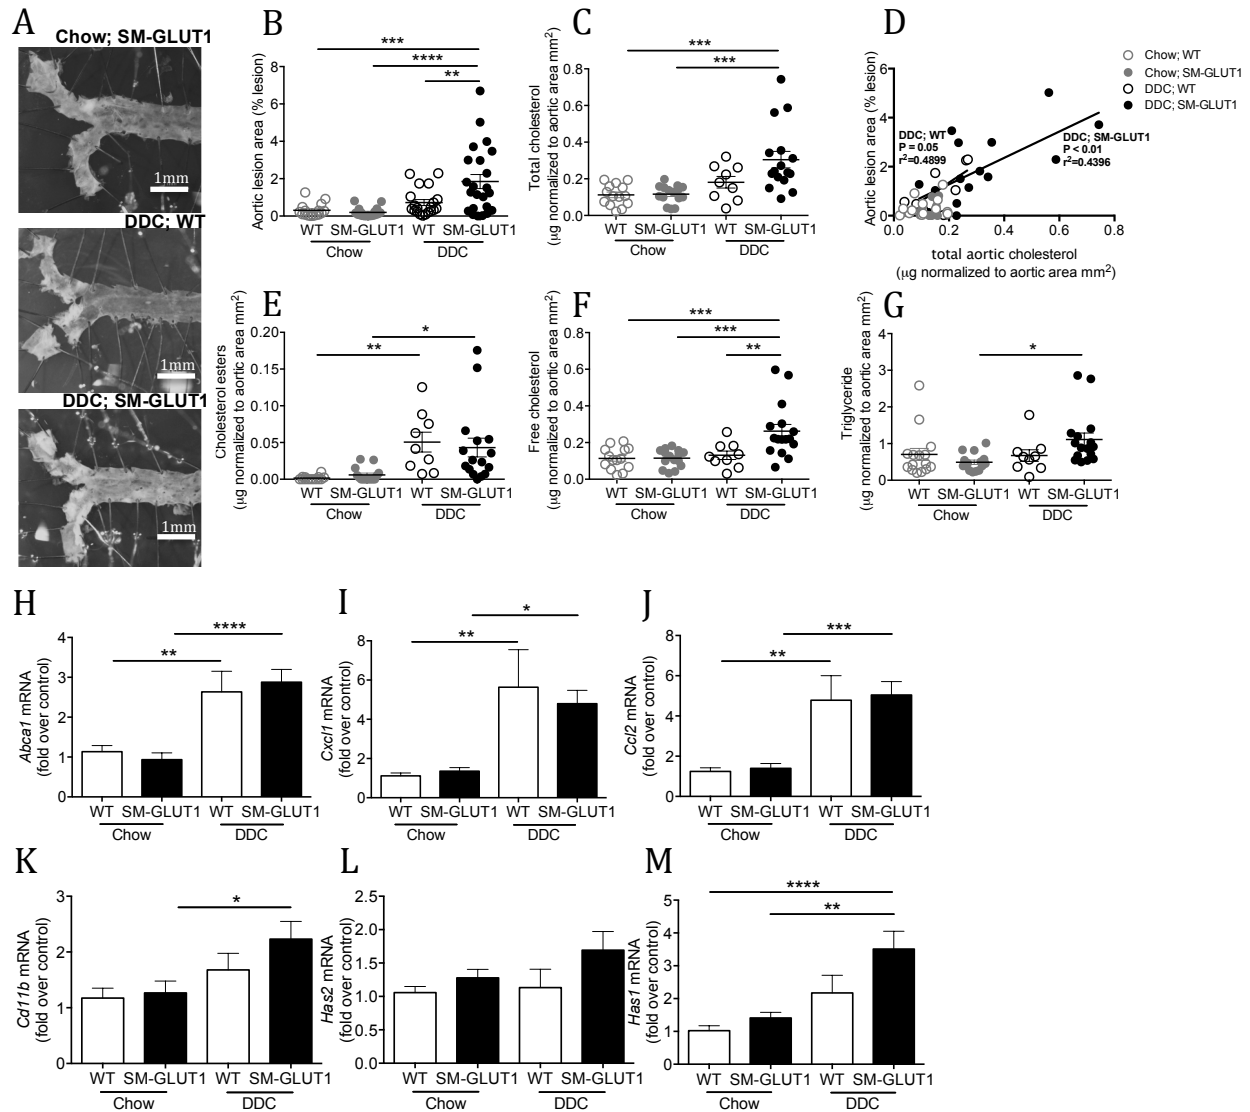 A
Chow; SM-GLUT1
1mm
DDC; WT
1mm
DDC; SM-GLUT1
1mm
B
Aortic lesion area (% lesion)
8
6
4
2
0
***
****
**
WT SM-GLUT1 WT SM-GLUT1
Chow DDC
C
Total cholesterol
(µg normalized to aortic area mm²)
0.8
0.6
0.4
0.2
0.0
***
***
WT SM-GLUT1 WT SM-GLUT1
Chow DDC
D
Aortic lesion area (% lesion)
6
4
2
0
DDC; WT
P = 0.05
r²=0.4899
DDC; SM-GLUT1
P < 0.01
r²=0.4396
0.0 0.2 0.4 0.6 0.8
total aortic cholesterol
(µg normalized to aortic area mm²)
Chow; WT
Chow; SM-GLUT1
DDC; WT
DDC; SM-GLUT1
E
Cholesterol esters
(µg normalized to aortic area mm²)
0.20
0.15
0.10
0.05
0.00
*
**
WT SM-GLUT1 WT SM-GLUT1
Chow DDC
F
Free cholesterol
(µg normalized to aortic area mm²)
0.8
0.6
0.4
0.2
0.0
***
***
**
WT SM-GLUT1 WT SM-GLUT1
Chow DDC
G
Triglyceride
(µg normalized to aortic area mm²)
4
3
2
1
0
*
WT SM-GLUT1 WT SM-GLUT1
Chow DDC
H
Abca1 mRNA
(fold over control)
4
3
2
1
0
****
**
WT SM-GLUT1 WT SM-GLUT1
Chow DDC
I
Cxcl1 mRNA
(fold over control)
8
6
4
2
0
*
**
WT SM-GLUT1 WT SM-GLUT1
Chow DDC
J
Ccl2 mRNA
(fold over control)
8
6
4
2
0
***
**
WT SM-GLUT1 WT SM-GLUT1
Chow DDC
K
Cd11b mRNA
(fold over control)
3
2
1
0
*
WT SM-GLUT1 WT SM-GLUT1
Chow DDC
L
Has2 mRNA
(fold over control)
2.5
2.0
1.5
1.0
0.5
0.0
WT SM-GLUT1 WT SM-GLUT1
Chow DDC
M
Has1 mRNA
(fold over control)
5
4
3
2
1
0
****
**
WT SM-GLUT1 WT SM-GLUT1
Chow DDC